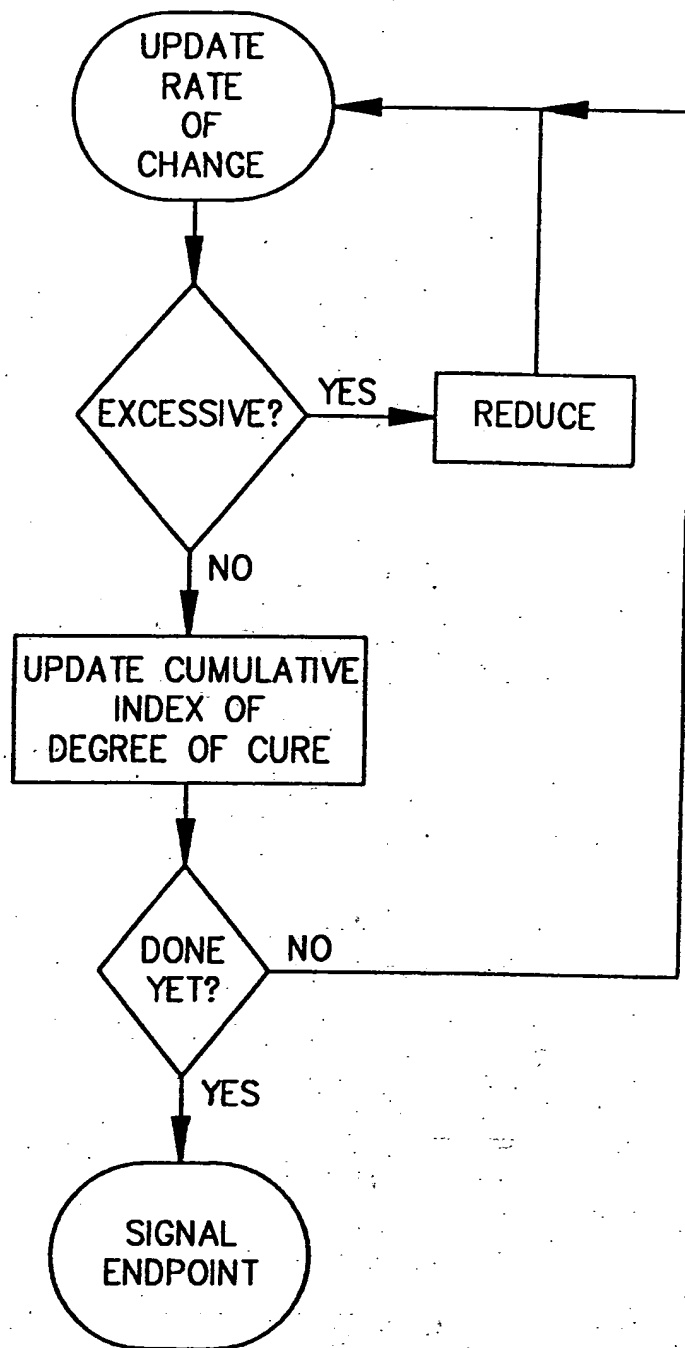 UPDATE
RATE
OF
CHANGE
EXCESSIVE?
YES
REDUCE
NO
UPDATE CUMULATIVE
INDEX OF
DEGREE OF CURE
DONE
YET?
NO
YES
SIGNAL
ENDPOINT